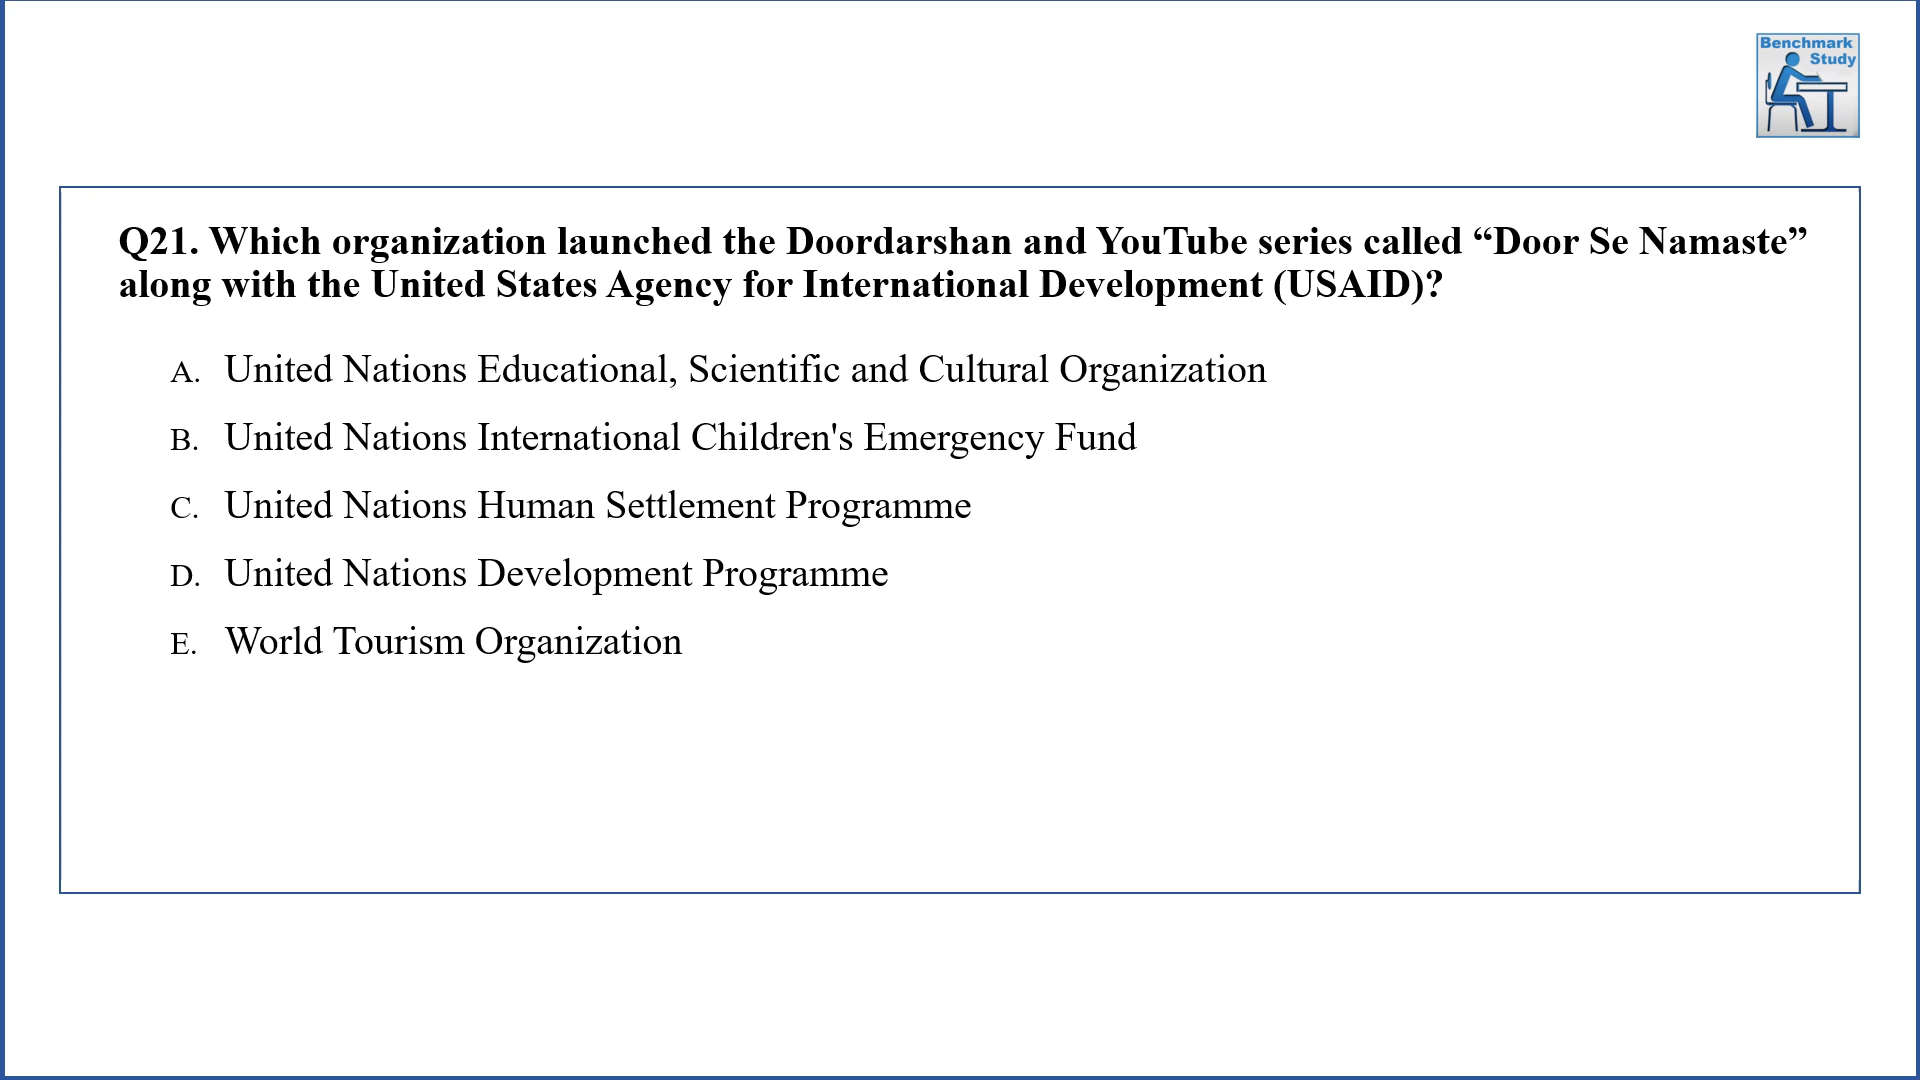 Benchmark
Study
Q21. Which organization launched the Doordarshan and YouTube series called “Door Se Namaste”
along with the United States Agency for International Development (USAID)?
A. United Nations Educational, Scientific and Cultural Organization
B. United Nations International Children's Emergency Fund
C. United Nations Human Settlement Programme
D. United Nations Development Programme
E. World Tourism Organization